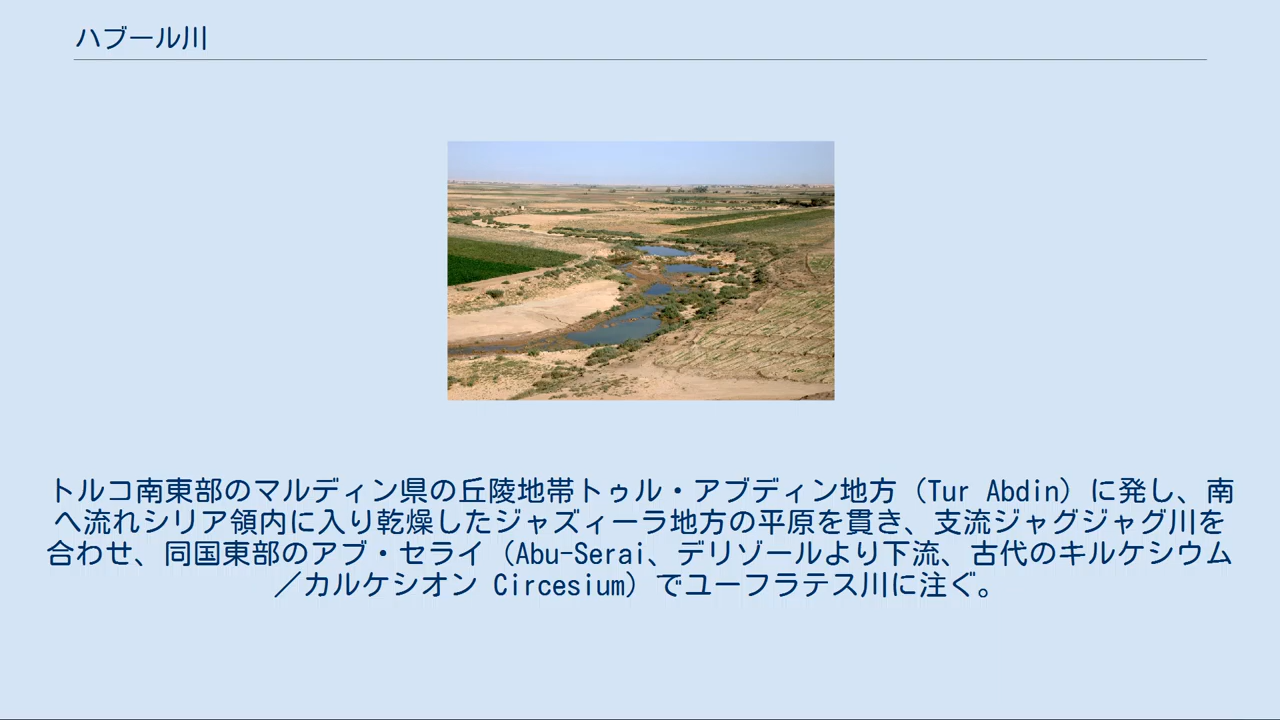 ハブール川
トルコ南東部のマルディン県の丘陵地帯トゥル・アブディン地方（Tur Abdin）に発し、南
へ流れシリア領内に入り乾燥したジャズィーラ地方の平原を貫き、支流ジャグジャグ川を
合わせ、同国東部のアブ・セライ（Abu-Serai、デリゾールより下流、古代のキルケシウム
／カルケシオン Circesium）でユーフラテス川に注ぐ。